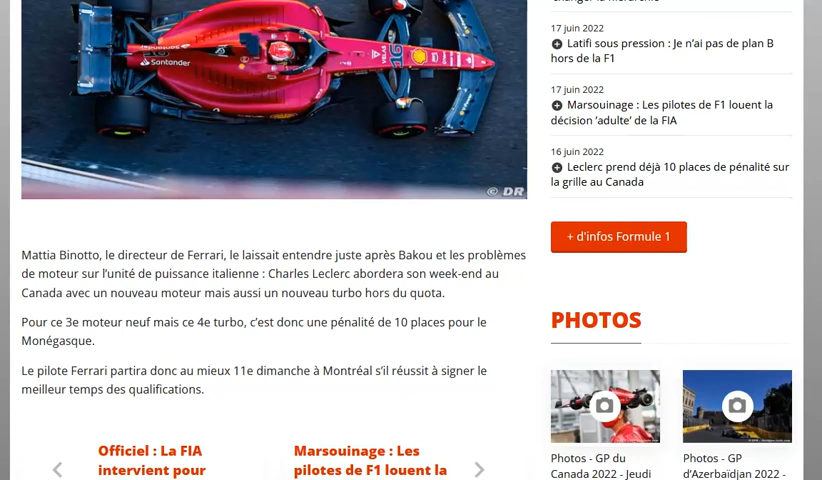 Santander
16
VELAS
© DR
Mattia Binotto, le directeur de Ferrari, le laissait entendre juste après Bakou et les problèmes
de moteur sur l’unité de puissance italienne : Charles Leclerc abordera son week-end au
Canada avec un nouveau moteur mais aussi un nouveau turbo hors du quota.
Pour ce 3e moteur neuf mais ce 4e turbo, c’est donc une pénalité de 10 places pour le
Monégasque.
Le pilote Ferrari partira donc au mieux 11e dimanche à Montréal s’il réussit à signer le
meilleur temps des qualifications.
Officiel : La FIA
intervient pour
Marsouinage : Les
pilotes de F1 louent la
17 juin 2022
Latifi sous pression : Je n’ai pas de plan B
hors de la F1
17 juin 2022
Marsouinage : Les pilotes de F1 louent la
décision ’adulte’ de la FIA
16 juin 2022
Leclerc prend déjà 10 places de pénalité sur
la grille au Canada
+ d'infos Formule 1
PHOTOS
Photos - GP du
Canada 2022 - Jeudi
Photos - GP
d’Azerbaïdjan 2022 -